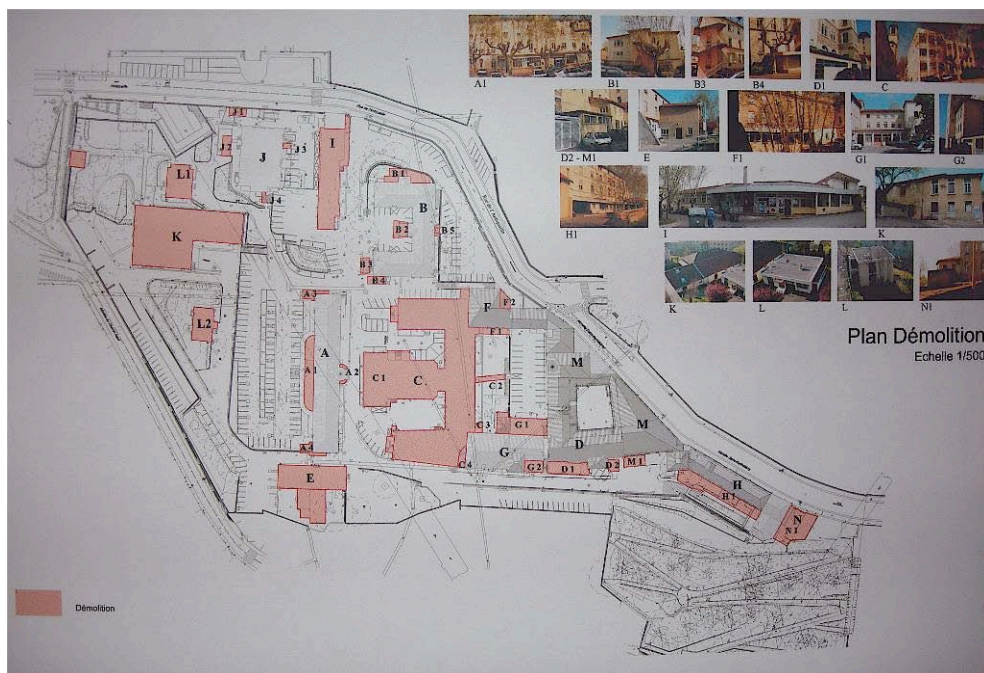 A1
B1
B3
B4
D1
C
D2 - M1
E
F1
G1
G2
H1
I
K
K
L
L
N1
Plan Démolition
Echelle 1/500
J1
J2
J
J3
I
L1
J4
B1
B
B2
B5
K
B3
B4
A3
F2
F
L2
F1
A
M
A1
A2
C1
C
C2
M
C3
G1
D
A4
G
C4
G2
D1
D2
M1
E
H
H1
N
N1
Démolition